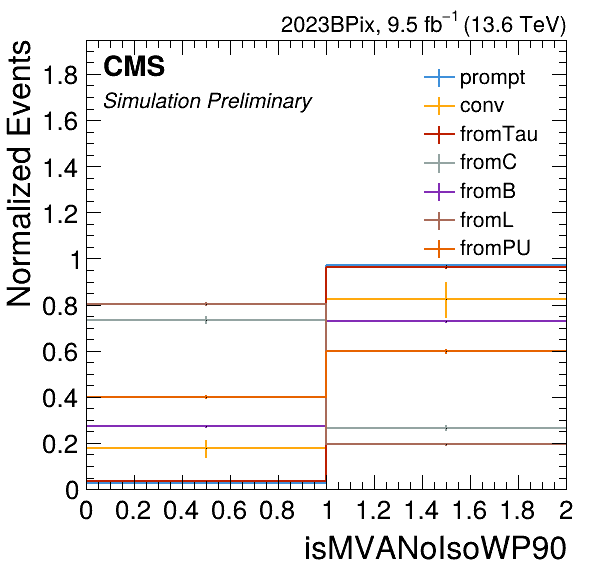 2023BPix, 9.5 fb⁻¹ (13.6 TeV)
CMS
Simulation Preliminary
prompt
conv
fromTau
fromC
fromB
fromL
fromPU
Normalized Events
1.8
1.6
1.4
1.2
1
0.8
0.6
0.4
0.2
0
0 0.2 0.4 0.6 0.8 1 1.2 1.4 1.6 1.8 2
isMVANoIsoWP90